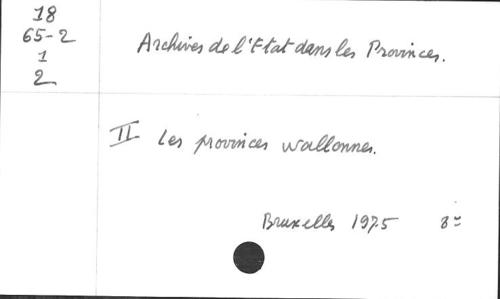 18
65-2
1
2
Archives de l'Etat dans les Provinces.
II Les provinces wallonnes.
Bruxelles 1975 8°